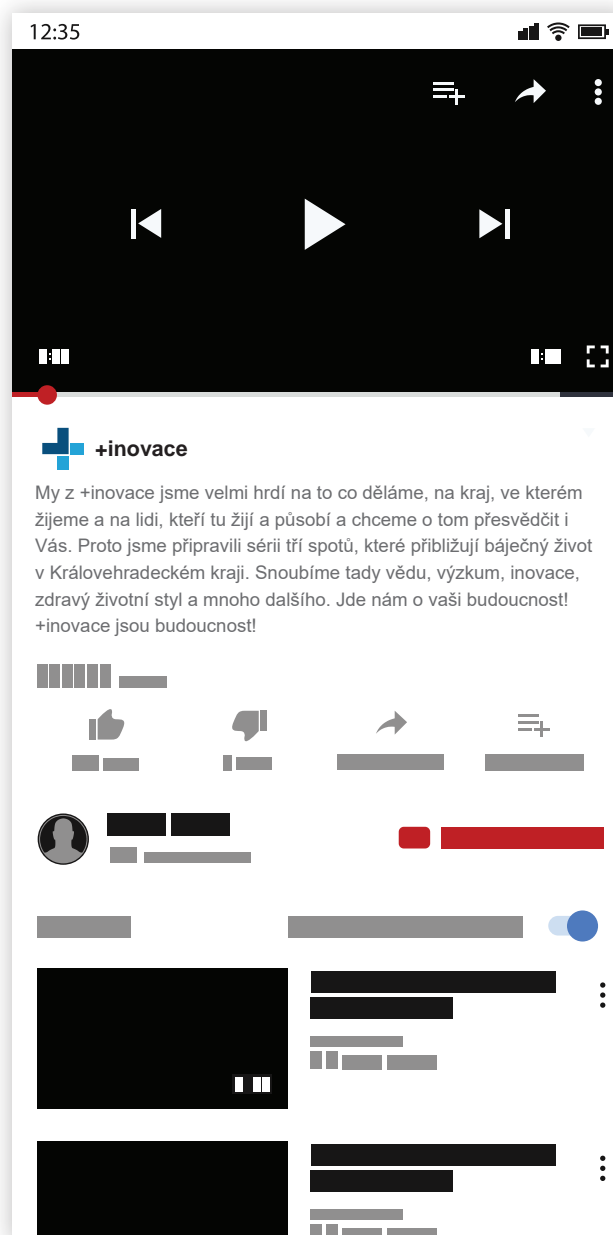 12:35
+inovace
My z +inovace jsme velmi hrdí na to co děláme, na kraj, ve kterém
žijeme a na lidi, kteří tu žijí a působí a chceme o tom přesvědčit i
Vás. Proto jsme připravili sérii tří spotů, které přibližují báječný život
v Královehradeckém kraji. Snoubíme tady vědu, výzkum, inovace,
zdravý životní styl a mnoho dalšího. Jde nám o vaši budoucnost!
+inovace jsou budoucnost!